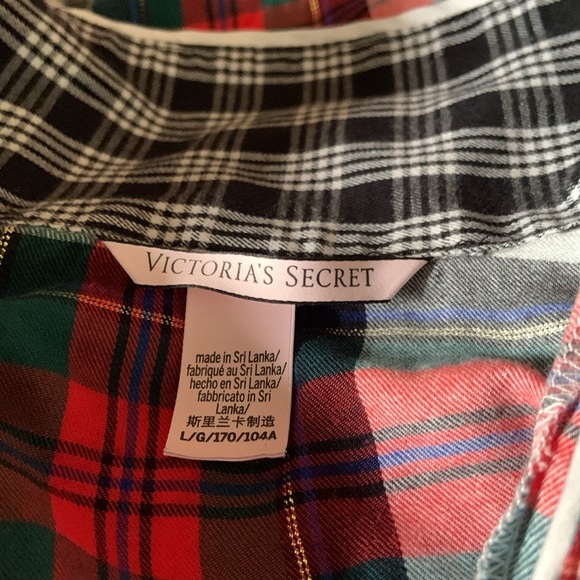 VICTORIA'S SECRET
made in Sri Lanka/
fabriqué au Sri Lanka/
hecho en Sri Lanka/
fabbricato in Sri
Lanka/
斯里兰卡制造
L/G/170/104A